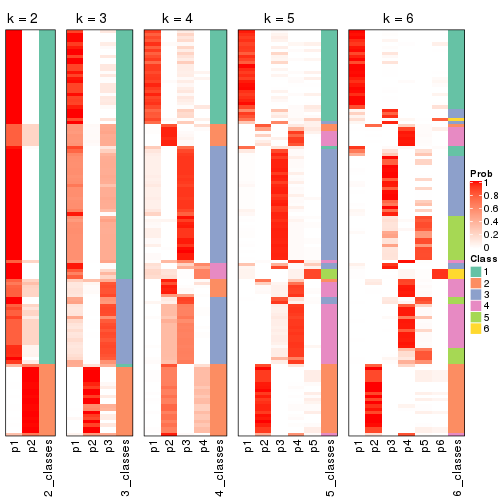 k = 2
k = 3
k = 4
k = 5
k = 6
p1
p2
2_classes
p1
p2
p3
3_classes
p1
p2
p3
p4
4_classes
p1
p2
p3
p4
p5
5_classes
p1
p2
p3
p4
p5
p6
6_classes
Prob
1
0.8
0.6
0.4
0.2
0
Class
1
2
3
4
5
6